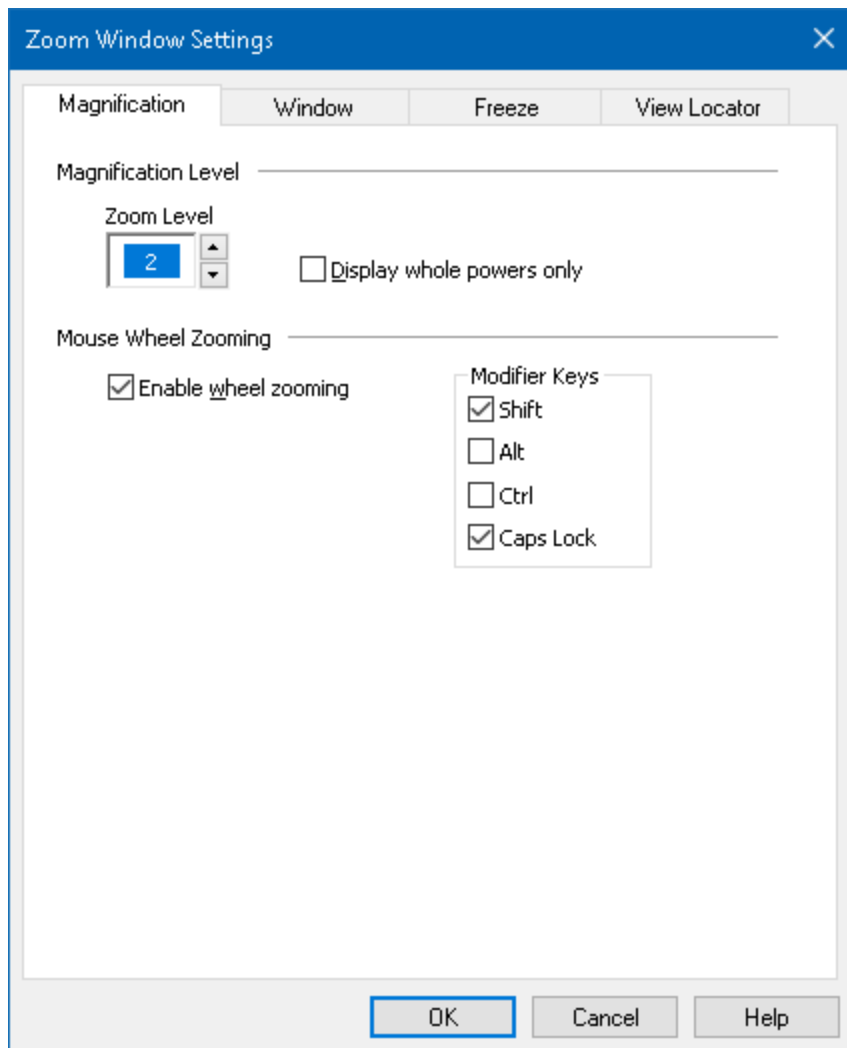 Zoom Window Settings
Magnification Window Freeze View Locator
Magnification Level
Zoom Level
2
Display whole powers only
Mouse Wheel Zooming
Enable wheel zooming
Modifier Keys
Shift
Alt
Ctrl
Caps Lock
OK Cancel Help